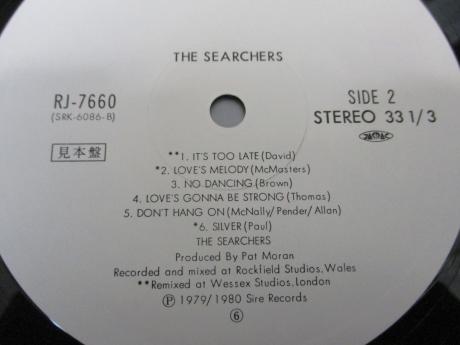 THE SEARCHERS
RJ-7660
(SRK-6086-B)
SIDE 2
STEREO 33 1/3
見本盤
**1. IT'S TOO LATE (David)
*2. LOVE'S MELODY (McMasters)
3. NO DANCING (Brown)
4. LOVE'S GONNA BE STRONG (Thomas)
5. DON'T HANG ON (McNally/Pender/Allan)
*6. SILVER (Paul)
THE SEARCHERS
Produced By Pat Moran
Recorded and mixed at Rockfield Studios, Wales
**Remixed at Wessex Studios, London
Ⓟ 1979/1980 Sire Records
⑥